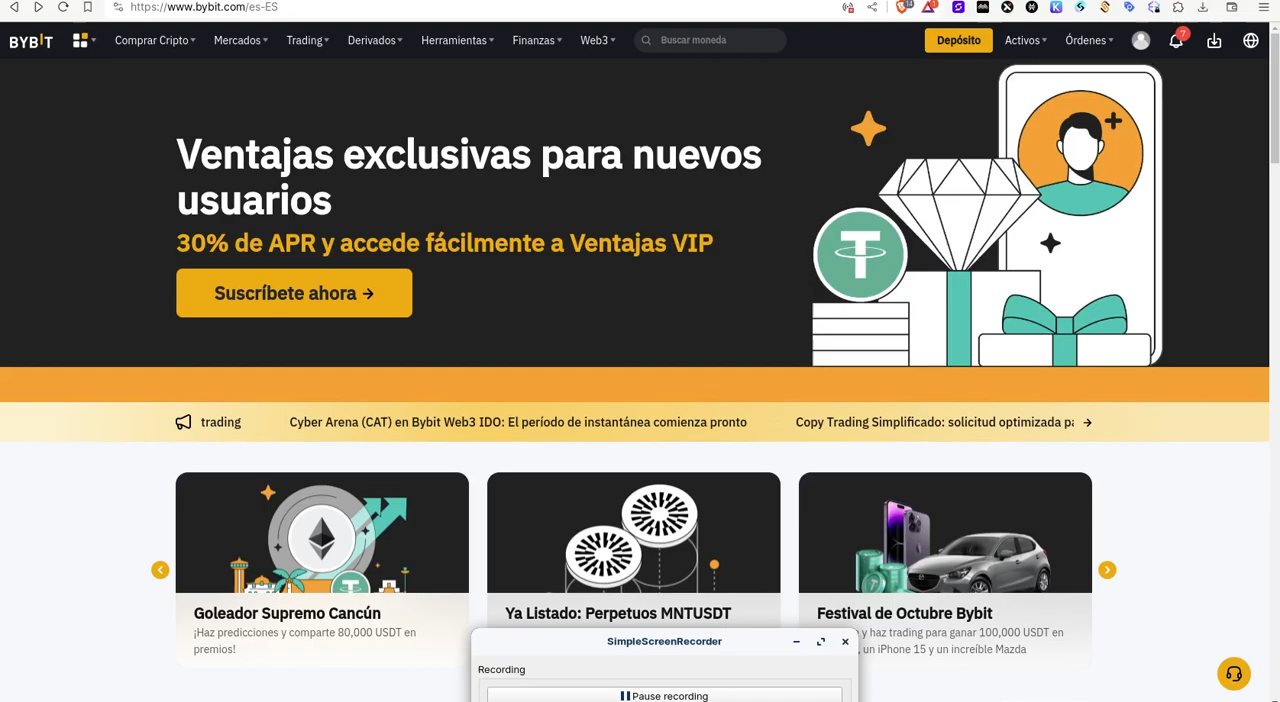 https://www.bybit.com/es-ES
BYBIT
Comprar Cripto
Mercados
Trading
Derivados
Herramientas
Finanzas
Web3
Buscar moneda
Depósito
Activos
Órdenes
7
Ventajas exclusivas para nuevos
usuarios
30% de APR y accede fácilmente a Ventajas VIP
Suscríbete ahora →
trading
Cyber Arena (CAT) en Bybit Web3 IDO: El período de instantánea comienza pronto
Copy Trading Simplificado: solicitud optimizada
Goleador Supremo Cancún
¡Haz predicciones y comparte 80,000 USDT en
premios!
Ya Listado: Perpetuos MNTUSDT
Festival de Octubre Bybit
y haz trading para ganar 100,000 USDT en
un iPhone 15 y un increíble Mazda
SimpleScreenRecorder
Recording
Pause recording